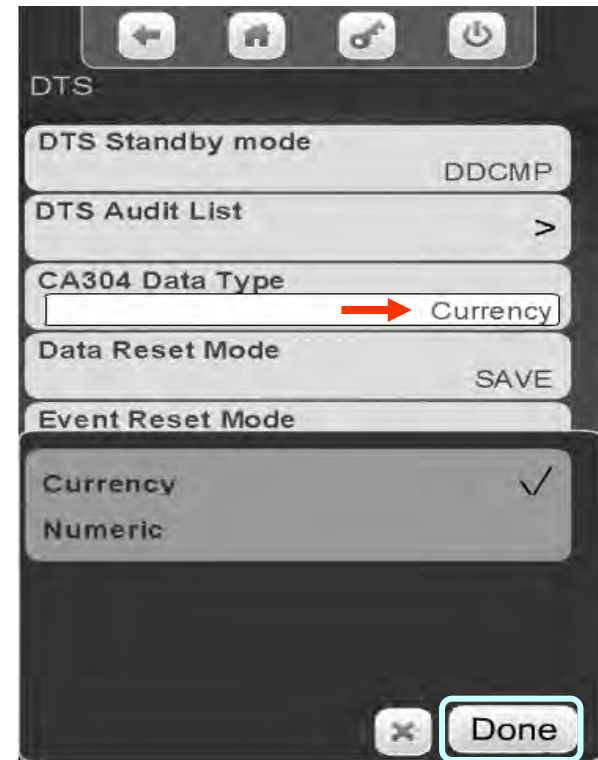 DTS
DTS Standby mode
DDCMP
DTS Audit List
>
CA304 Data Type
Currency
Data Reset Mode
SAVE
Event Reset Mode
Currency
Numeric
Done